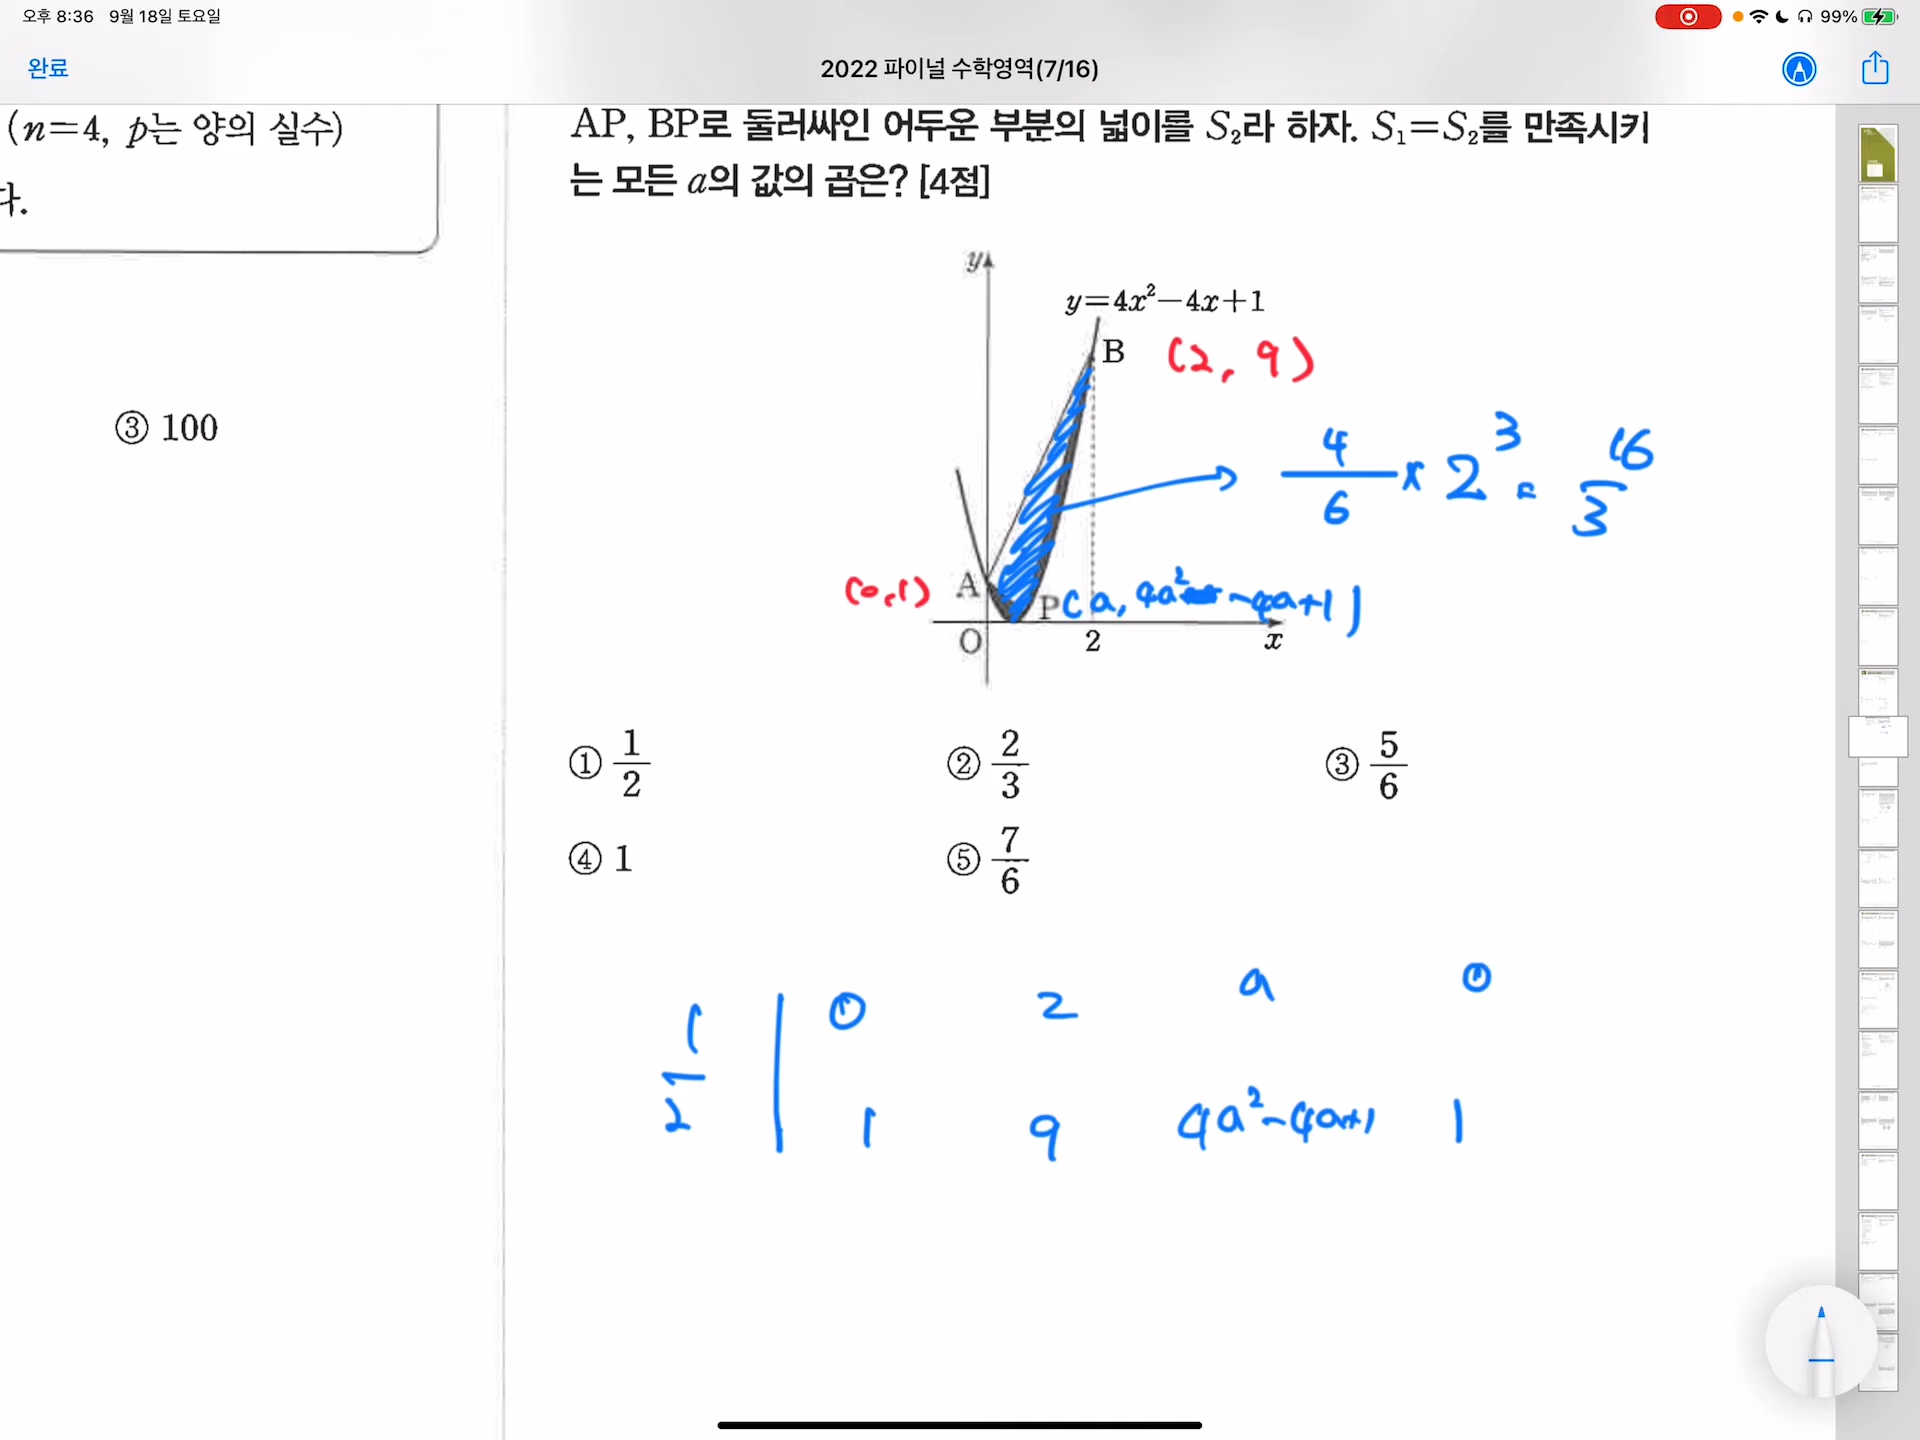 오후 8:36 9월 18일 토요일
99%
완료
2022 파이널 수학영역(7/16)
(n=4, p는 양의 실수)
다.
③ 100
AP, BP로 둘러싸인 어두운 부분의 넓이를 S₂라 하자. S₁=S₂를 만족시키
는 모든 a의 값의 곱은? [4점]
y
y=4x²−4x+1
B (2, 9)
4/6 × 2³ = 16/3
(0,1) A
P(a, 4a²-4a+1)
O 2 x
① 1/2 ② 2/3 ③ 5/6
④ 1 ⑤ 7/6
1/2 | 0 2 a 0
1 9 4a²-4a+1 1